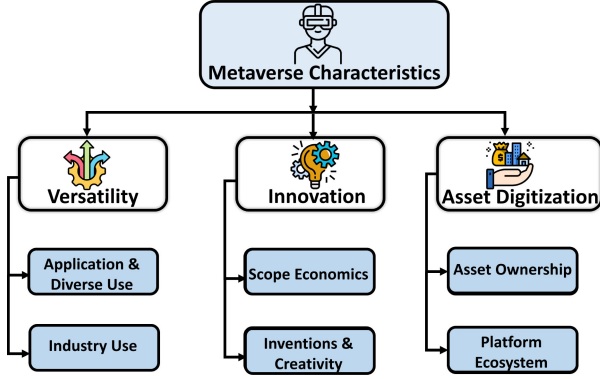 Metaverse Characteristics
Versatility
Innovation
Asset Digitization
Application &
Diverse Use
Scope Economics
Asset Ownership
Industry Use
Inventions &
Creativity
Platform
Ecosystem